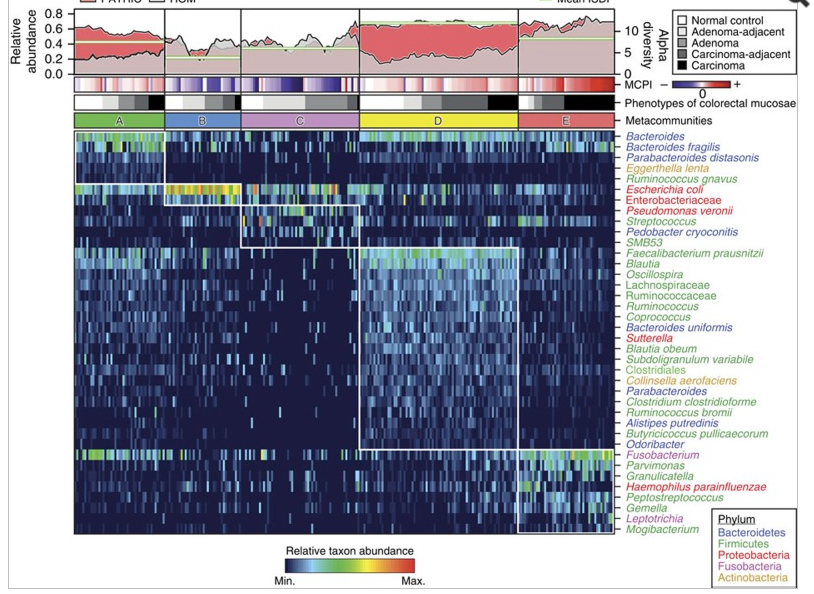 PATRIC HOM Mean ISDI
Relative abundance
0.8
0.6
0.4
0.2
0.0
10
5
0
Alpha diversity
Normal control
Adenoma-adjacent
Adenoma
Carcinoma-adjacent
Carcinoma
MCPI – + 0
Phenotypes of colorectal mucosae
A B C D E Metacommunities
Bacteroides
Bacteroides fragilis
Parabacteroides distasonis
Eggerthella lenta
Ruminococcus gnavus
Escherichia coli
Enterobacteriaceae
Pseudomonas veronii
Streptococcus
Pedobacter cryoconitis
SMB53
Faecalibacterium prausnitzii
Blautia
Oscillospira
Lachnospiraceae
Ruminococcaceae
Ruminococcus
Coprococcus
Bacteroides uniformis
Sutterella
Blautia obeum
Subdoligranulum variabile
Clostridiales
Collinsella aerofaciens
Parabacteroides
Clostridium clostridioforme
Ruminococcus bromii
Alistipes putredinis
Butyricicoccus pullicaecorum
Odoribacter
Fusobacterium
Parvimonas
Granulicatella
Haemophilus parainfluenzae
Peptostreptococcus
Gemella
Leptotrichia
Mogibacterium
Relative taxon abundance
Min. Max.
Phylum
Bacteroidetes
Firmicutes
Proteobacteria
Fusobacteria
Actinobacteria